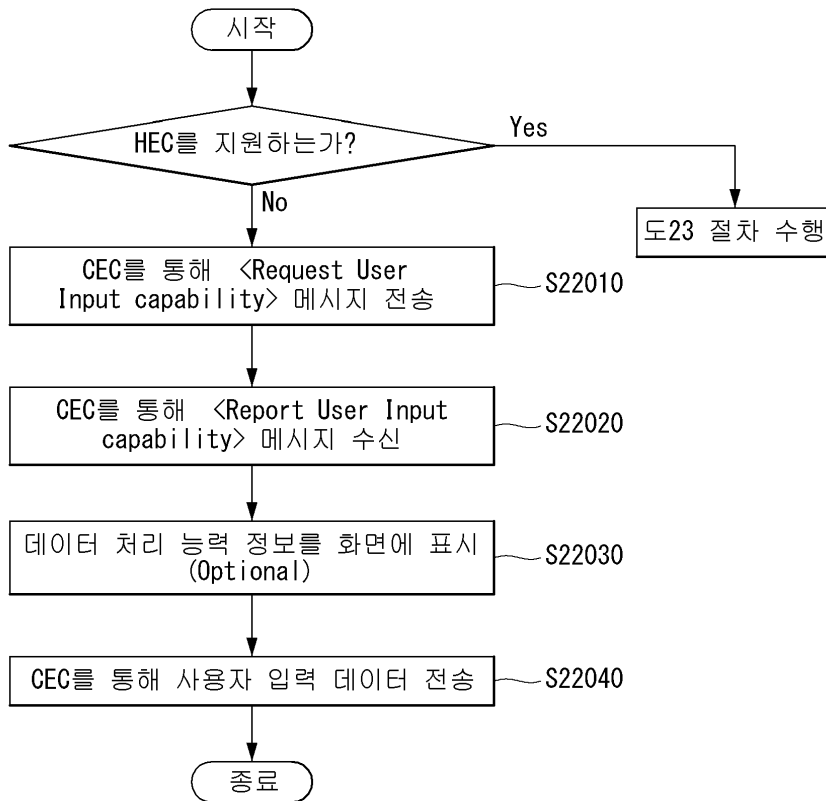 시작
HEC를 지원하는가?
Yes
No
도23 절차 수행
CEC를 통해 <Request User
Input capability> 메시지 전송
S22010
CEC를 통해 <Report User Input
capability> 메시지 수신
S22020
데이터 처리 능력 정보를 화면에 표시
(Optional)
S22030
CEC를 통해 사용자 입력 데이터 전송
S22040
종료